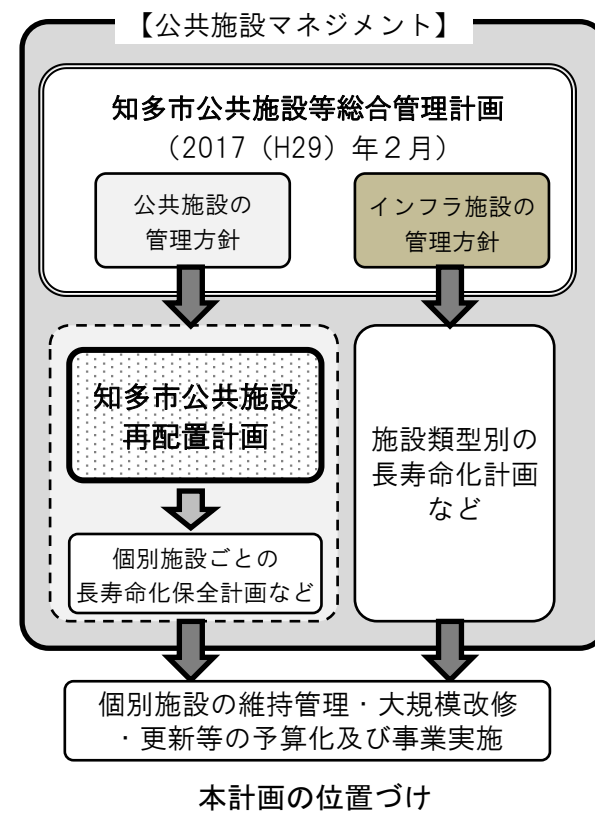 【公共施設マネジメント】
知多市公共施設等総合管理計画
（2017（H29）年２月）
公共施設の
管理方針
インフラ施設の
管理方針
知多市公共施設
再配置計画
個別施設ごとの
長寿命化保全計画など
施設類型別の
長寿命化計画
など
個別施設の維持管理・大規模改修
・更新等の予算化及び事業実施
本計画の位置づけ